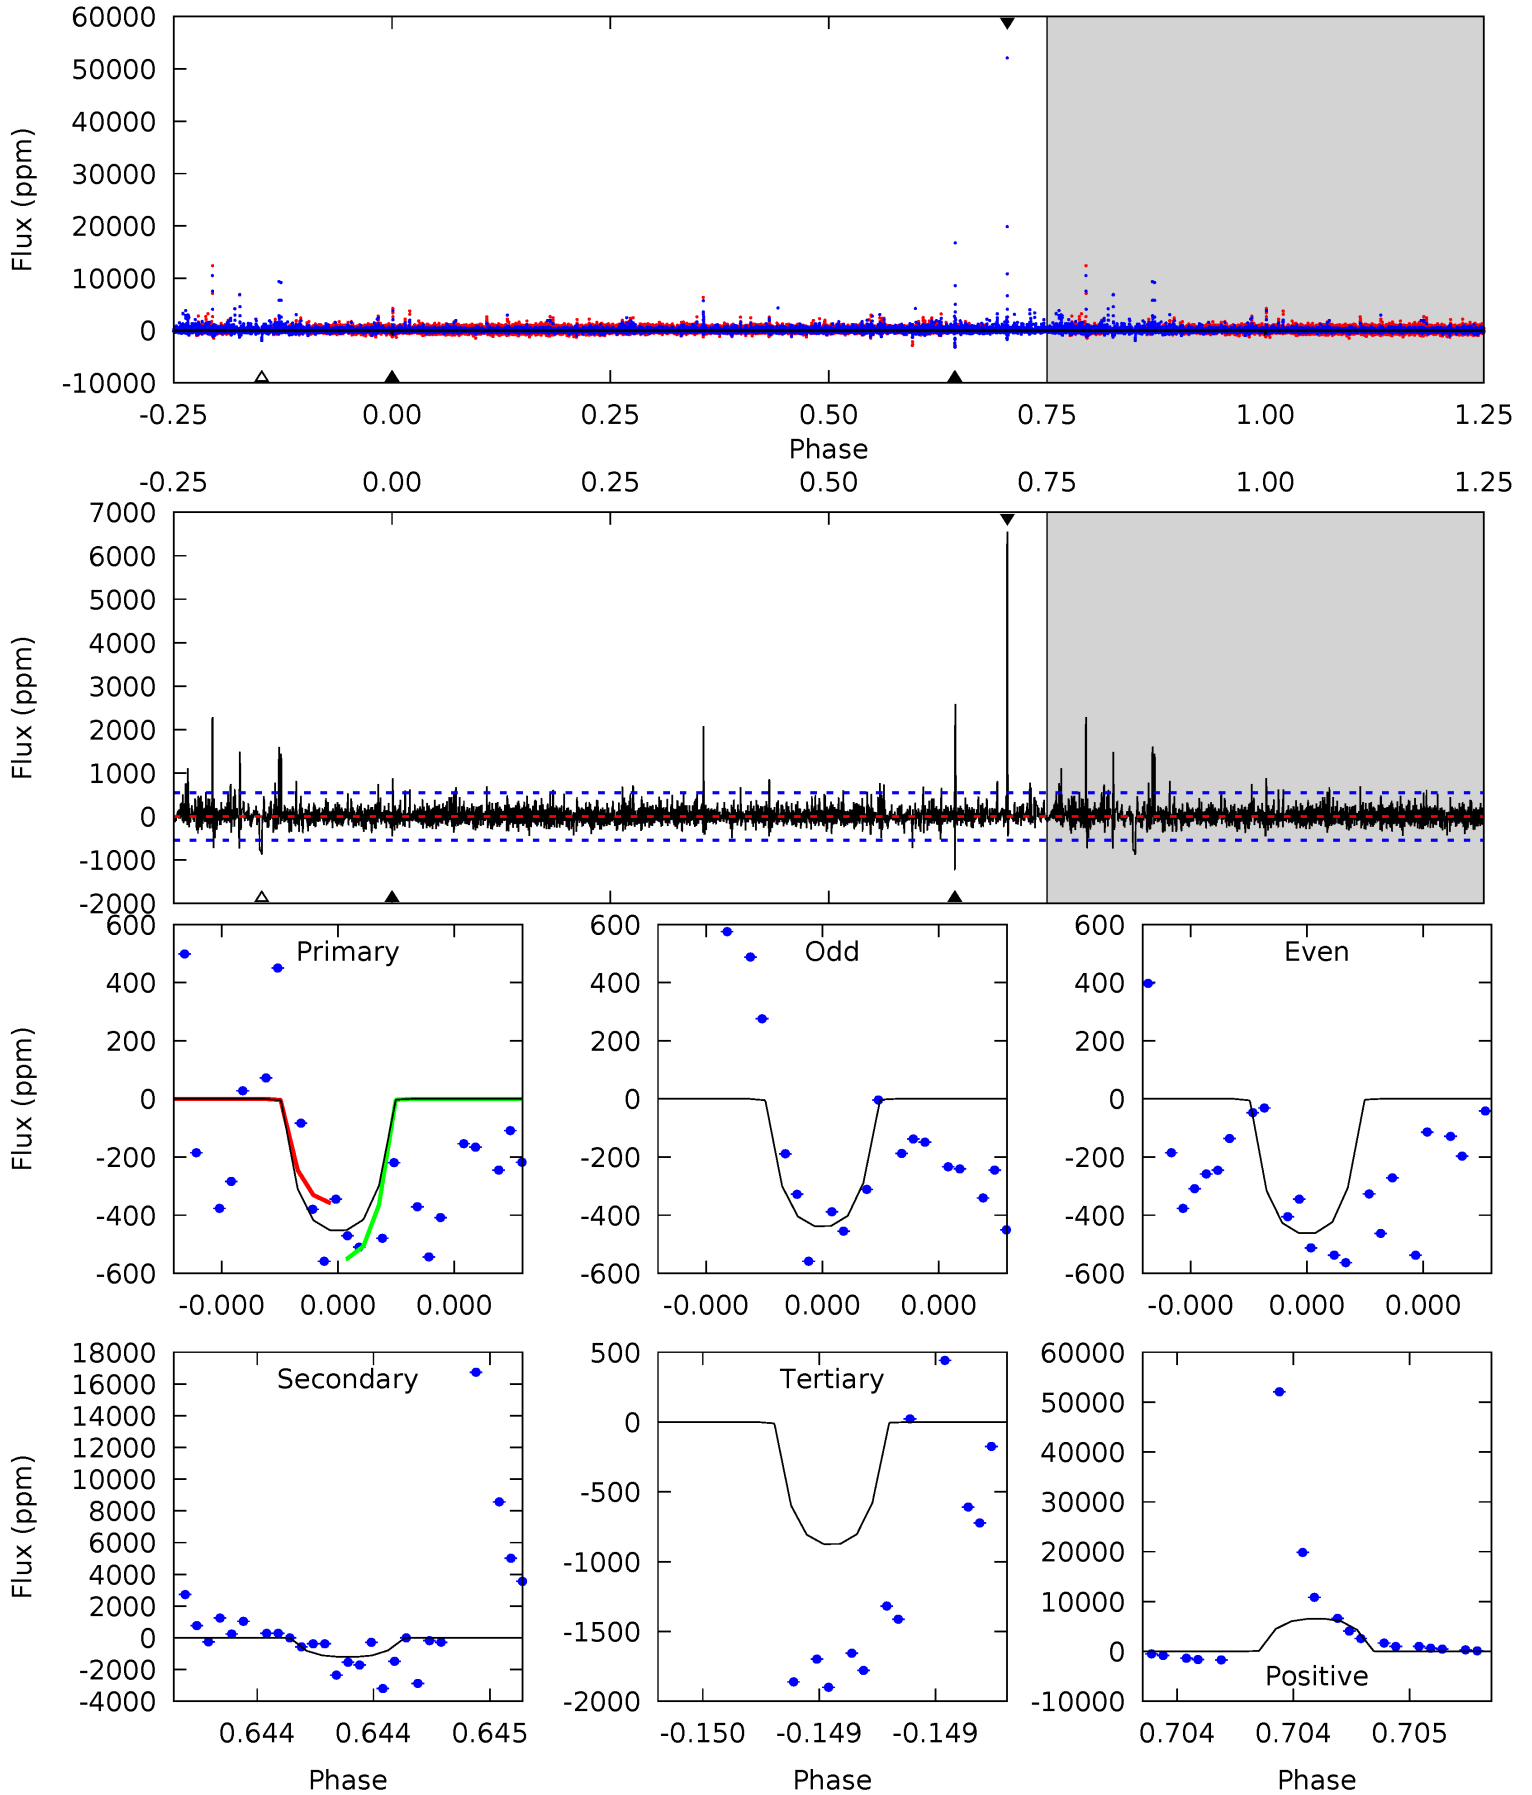 60000
50000
40000
30000
20000
10000
0
-10000
Flux (ppm)
-0.25 0.00 0.25 0.50 0.75 1.00 1.25
Phase
-0.25 0.00 0.25 0.50 0.75 1.00 1.25
7000
6000
5000
4000
3000
2000
1000
0
-1000
-2000
Flux (ppm)
Primary
600
400
200
0
-200
-400
-600
Flux (ppm)
-0.000 0.000 0.000
Odd
600
400
200
0
-200
-400
-600
-0.000 0.000 0.000
Even
600
400
200
0
-200
-400
-600
-0.000 0.000 0.000
Secondary
18000
16000
14000
12000
10000
8000
6000
4000
2000
0
-2000
-4000
Flux (ppm)
0.644 0.644 0.645
Phase
Tertiary
500
0
-500
-1000
-1500
-2000
-0.150 -0.149 -0.149
Phase
60000
50000
40000
30000
20000
10000
0
-10000
Positive
0.704 0.704 0.705
Phase